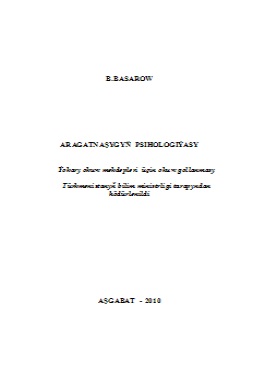 B.BASAROW
ARAGATNAŞYGYŇ PSIHOLOGIÝASY
Ýokary okuw mekdepleri üçin okuw gollanmasy
Türkmenistanyň bilim ministrligi tarapyndan
hödürlenildi
AŞGABAT - 2010